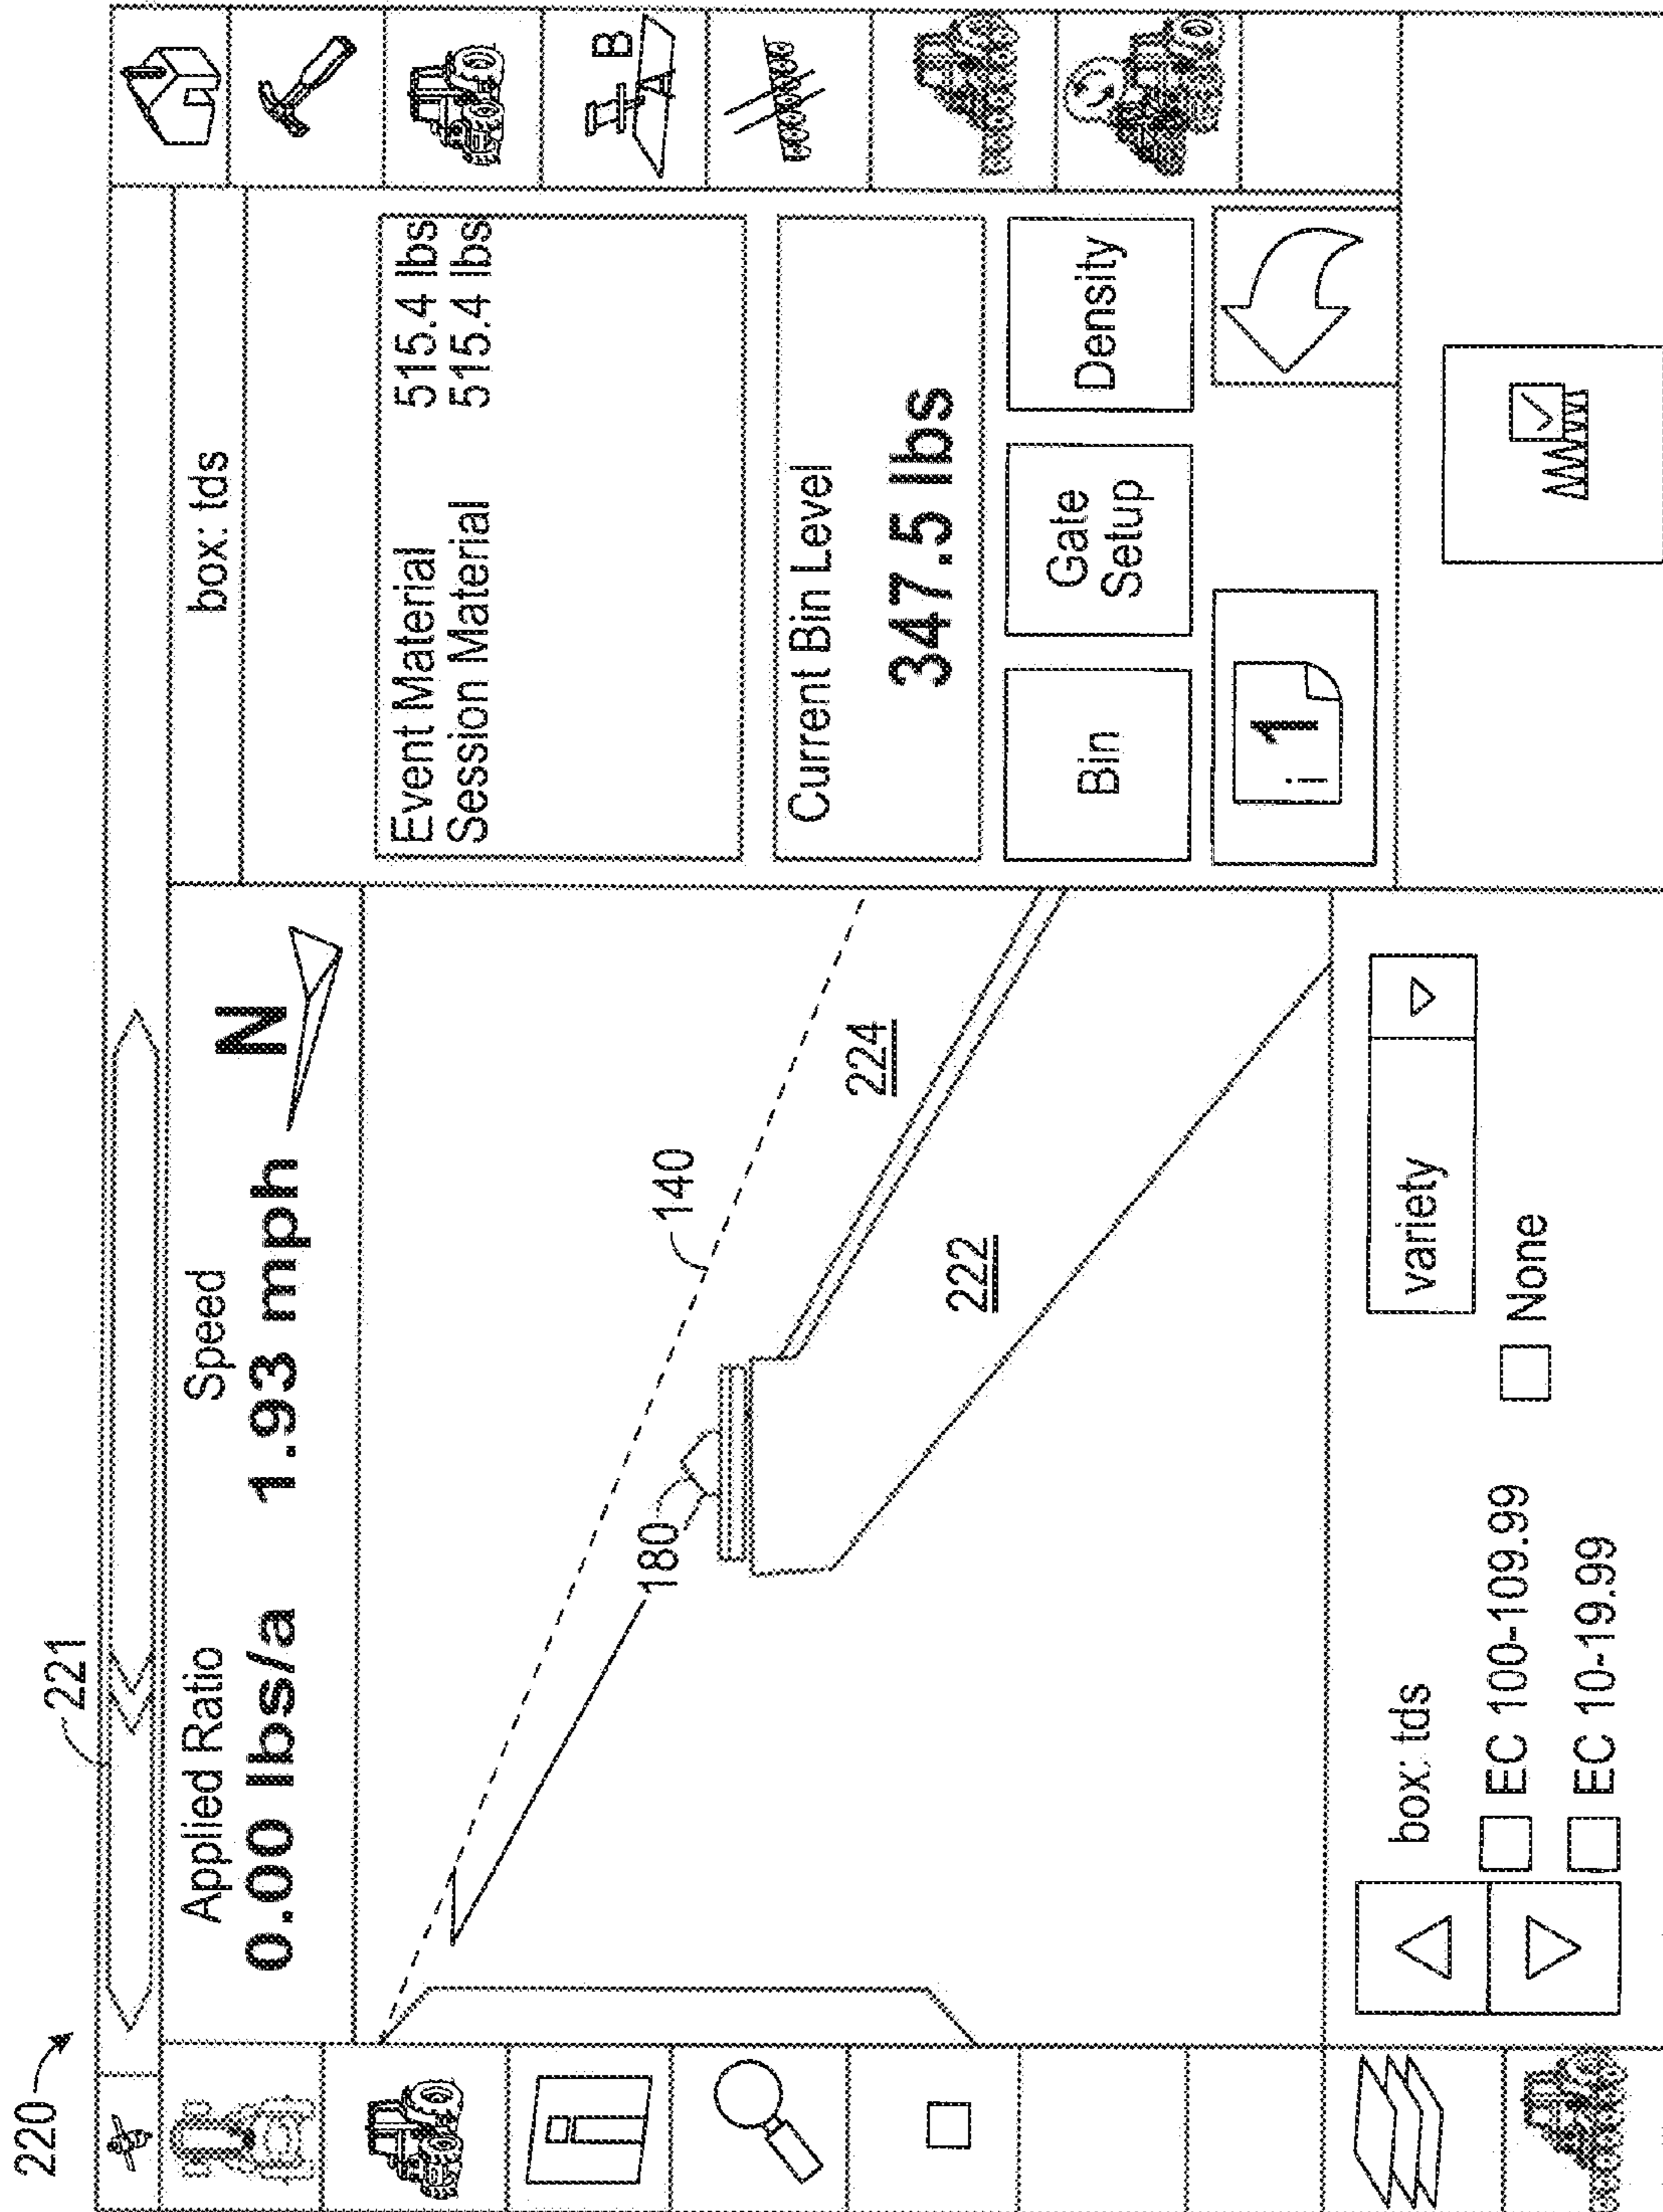 220
221
Applied Ratio
0.00 lbs/a
Speed
1.93 mph
N
box: tds
B
A
Event Material 515.4 lbs
Session Material 515.4 lbs
Current Bin Level
347.5 lbs
Bin
Gate
Setup
Density
i 1
140
180
224
222
i
box: tds
variety
EC 100-109.99
None
EC 10-19.99